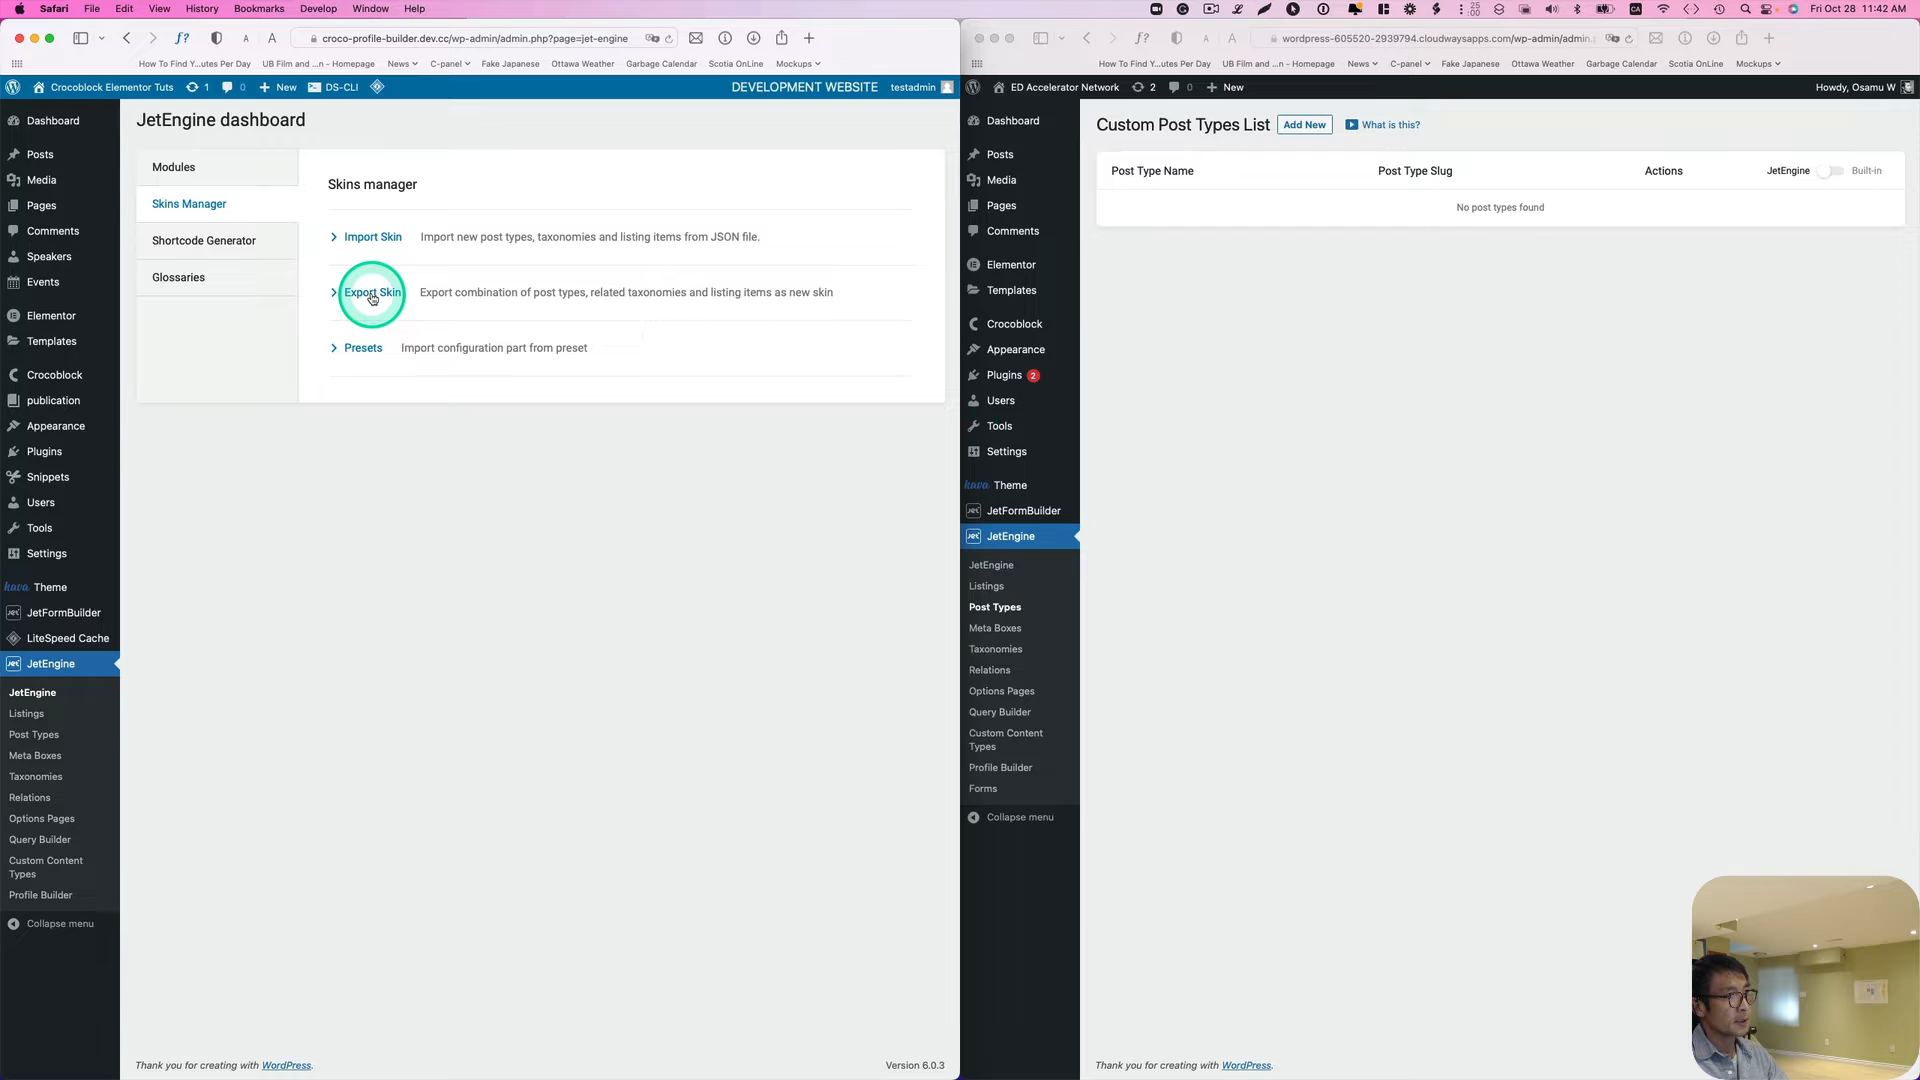 Safari File Edit View History Bookmarks Develop Window Help
25
:00
CA
Fri Oct 28 11:42 AM
croco-profile-builder.dev.cc/wp-admin/admin.php?page=jet-engine
How To Find Y...utes Per Day UB Film and ...n - Homepage News C-panel Fake Japanese Ottawa Weather Garbage Calendar Scotia OnLine Mockups
Crocoblock Elementor Tuts 1 0 New DS-CLI
DEVELOPMENT WEBSITE testadmin
Dashboard
Posts
Media
Pages
Comments
Speakers
Events
Elementor
Templates
Crocoblock
publication
Appearance
Plugins
Snippets
Users
Tools
Settings
kava Theme
JetFormBuilder
LiteSpeed Cache
JetEngine
JetEngine
Listings
Post Types
Meta Boxes
Taxonomies
Relations
Options Pages
Query Builder
Custom Content
Types
Profile Builder
Collapse menu
JetEngine dashboard
Modules
Skins Manager
Shortcode Generator
Glossaries
Skins manager
Import Skin Import new post types, taxonomies and listing items from JSON file.
Export Skin Export combination of post types, related taxonomies and listing items as new skin
Presets Import configuration part from preset
Thank you for creating with WordPress.
Version 6.0.3
wordpress-605520-2939794.cloudwaysapps.com/wp-admin/admin.
How To Find Y...utes Per Day UB Film and ...n - Homepage News C-panel Fake Japanese Ottawa Weather Garbage Calendar Scotia OnLine Mockups
ED Accelerator Network 2 0 New
Howdy, Osamu W
Dashboard
Posts
Media
Pages
Comments
Elementor
Templates
Crocoblock
Appearance
Plugins 2
Users
Tools
Settings
kava Theme
JetFormBuilder
JetEngine
JetEngine
Listings
Post Types
Meta Boxes
Taxonomies
Relations
Options Pages
Query Builder
Custom Content
Types
Profile Builder
Forms
Collapse menu
Custom Post Types List Add New What is this?
Post Type Name Post Type Slug Actions JetEngine Built-in
No post types found
Thank you for creating with WordPress.